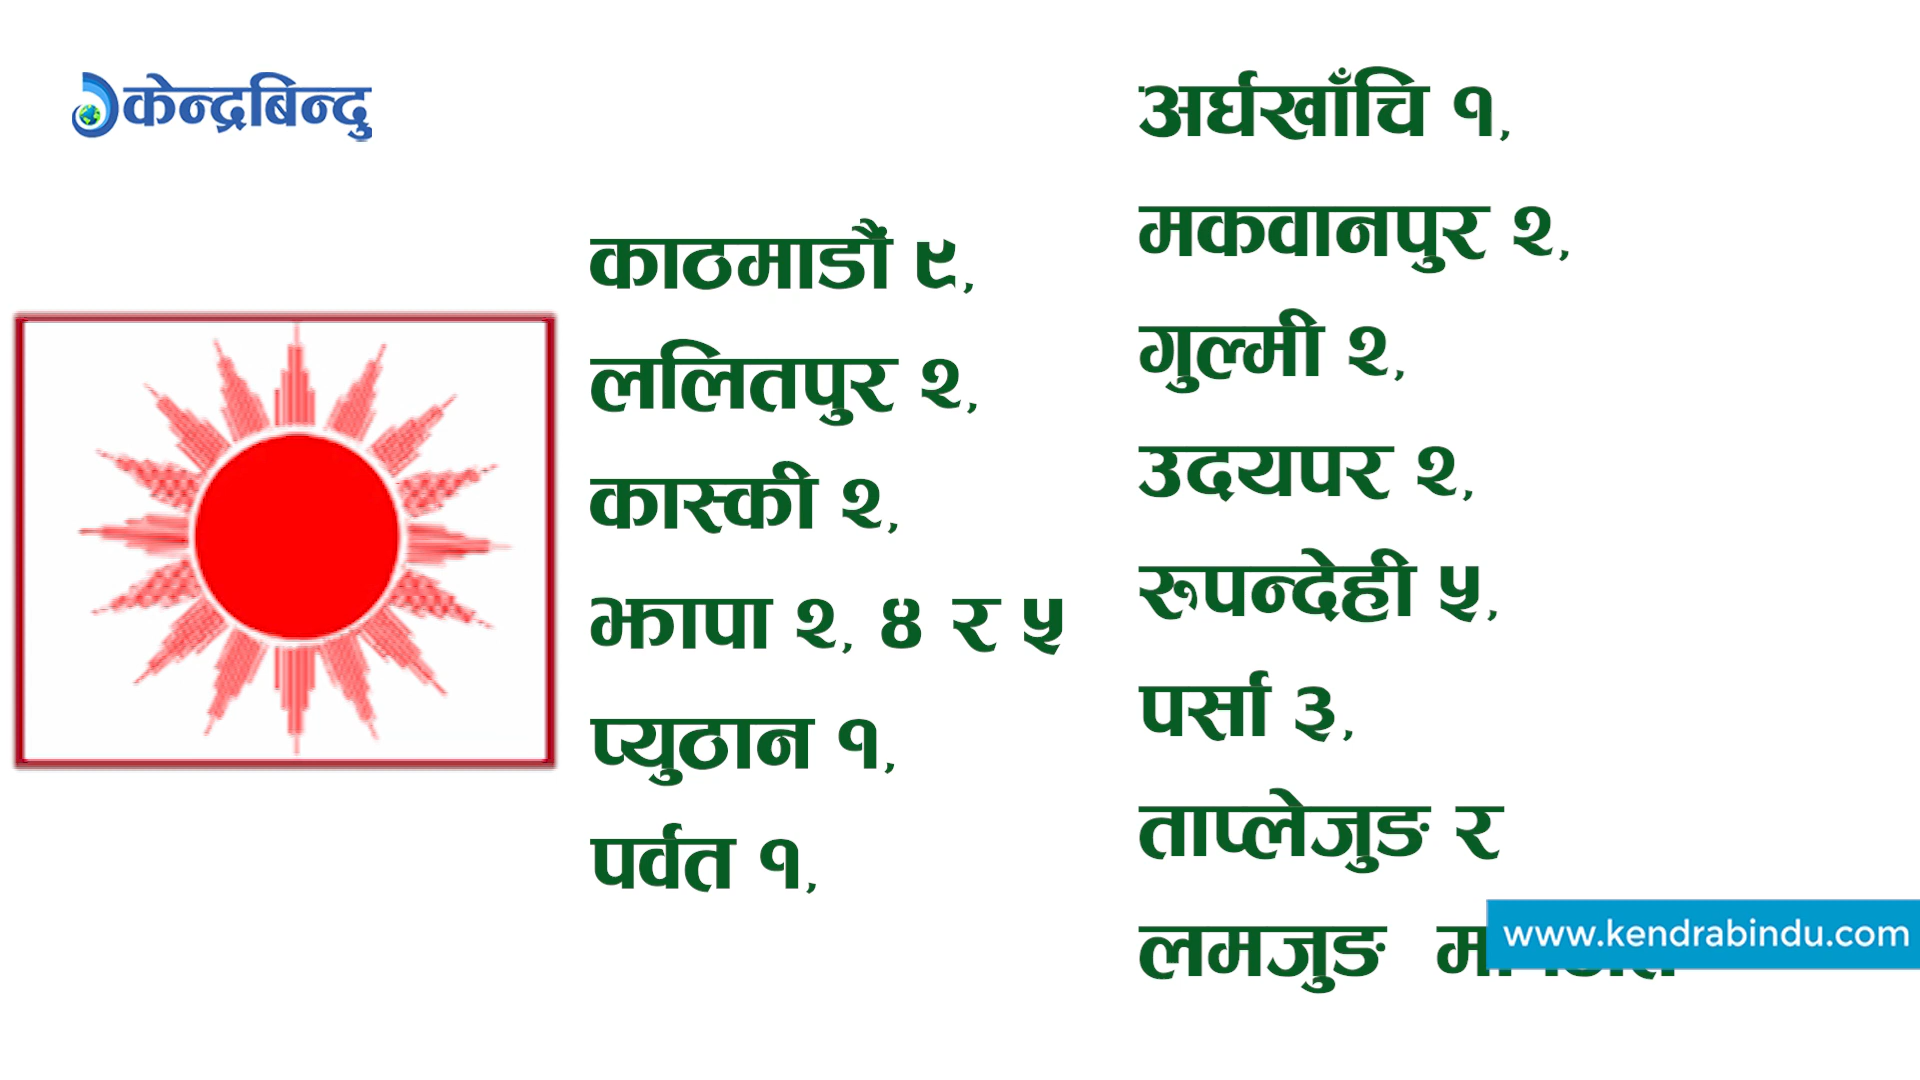 केन्द्रबिन्दु
काठमाडौं ९,
ललितपुर २,
कास्की २,
झापा २, ४ र ५
प्युठान १,
पर्वत १,
अर्घखाँचि १,
मकवानपुर २,
गुल्मी २,
उदयपर २,
रुपन्देही ५,
पर्सा ३,
ताप्लेजुङ र
लमजुङ
www.kendrabindu.com